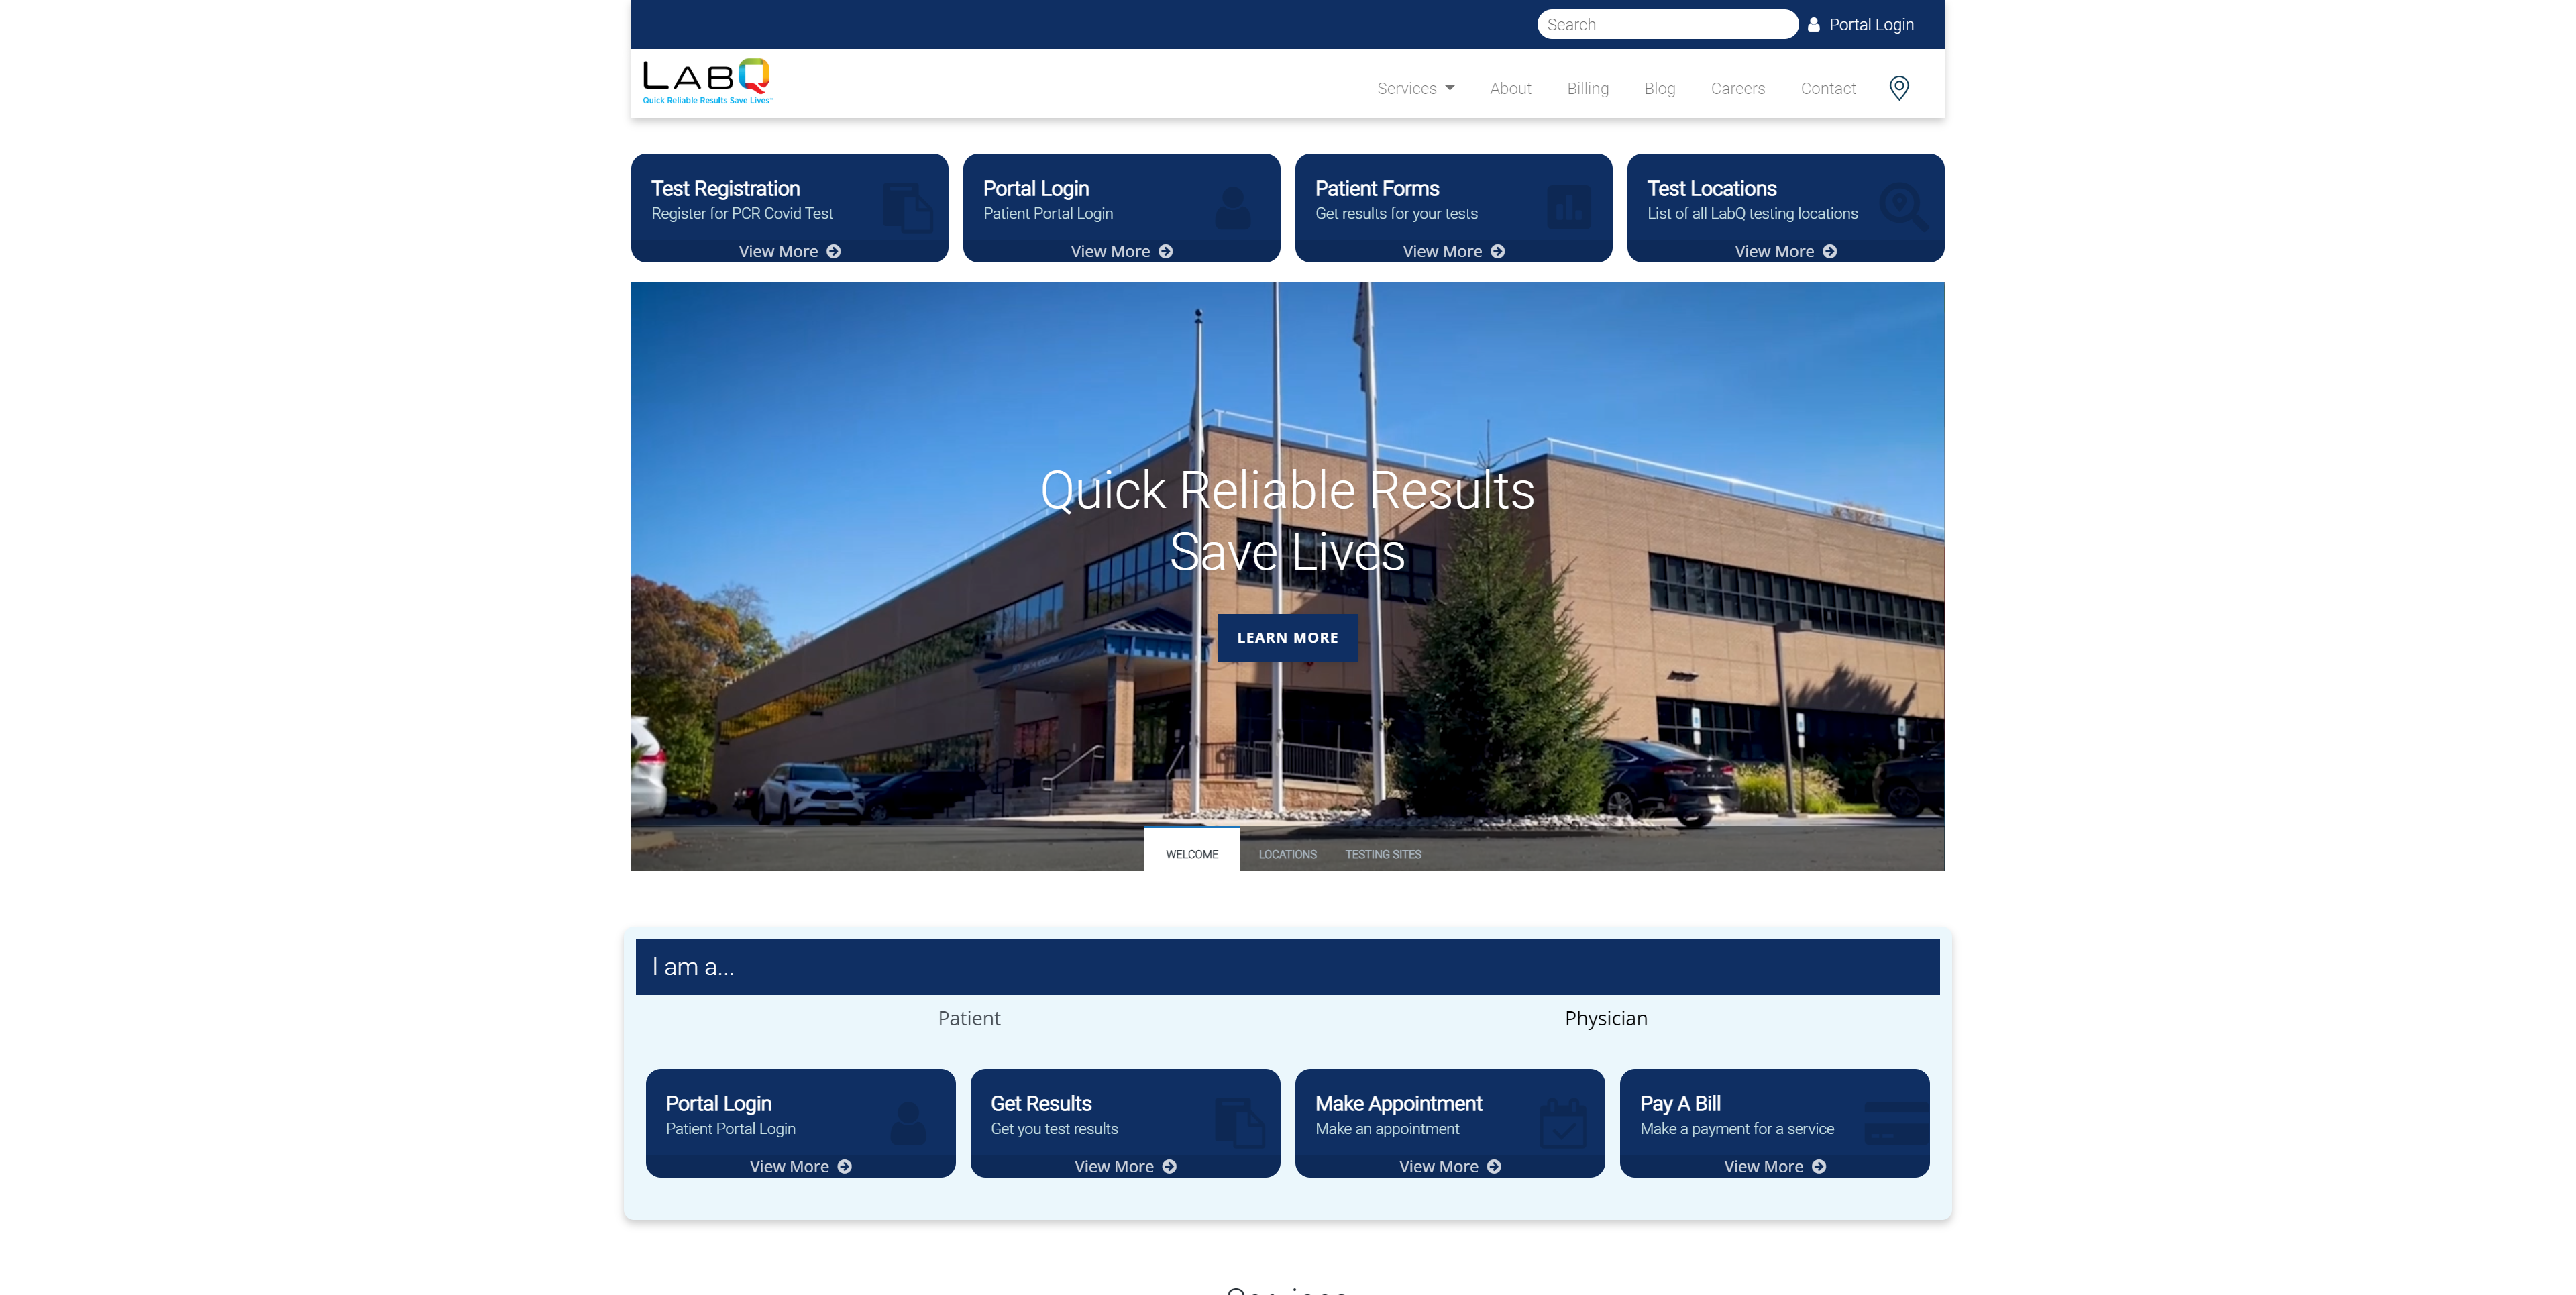 Search
Portal Login
LABQ
Quick Reliable Results Save Lives™
Services
About
Billing
Blog
Careers
Contact
Test Registration
Register for PCR Covid Test
View More
Portal Login
Patient Portal Login
View More
Patient Forms
Get results for your tests
View More
Test Locations
List of all LabQ testing locations
View More
Quick Reliable Results
Save Lives
LEARN MORE
WELCOME
LOCATIONS
TESTING SITES
I am a...
Patient
Physician
Portal Login
Patient Portal Login
View More
Get Results
Get you test results
View More
Make Appointment
Make an appointment
View More
Pay A Bill
Make a payment for a service
View More
Services